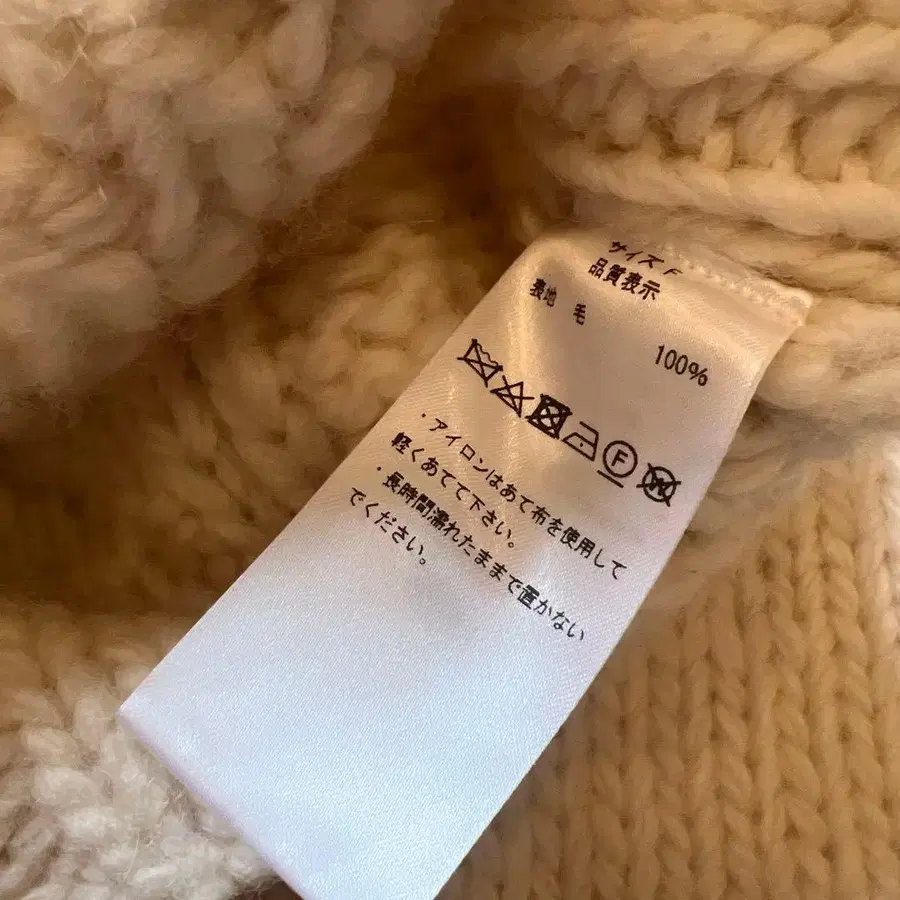 サイズ F
品質表示
表地 毛 100%
F W
・アイロンはあて布を使用して
軽くあてて下さい。
・長時間濡れたままで置かない
でください。